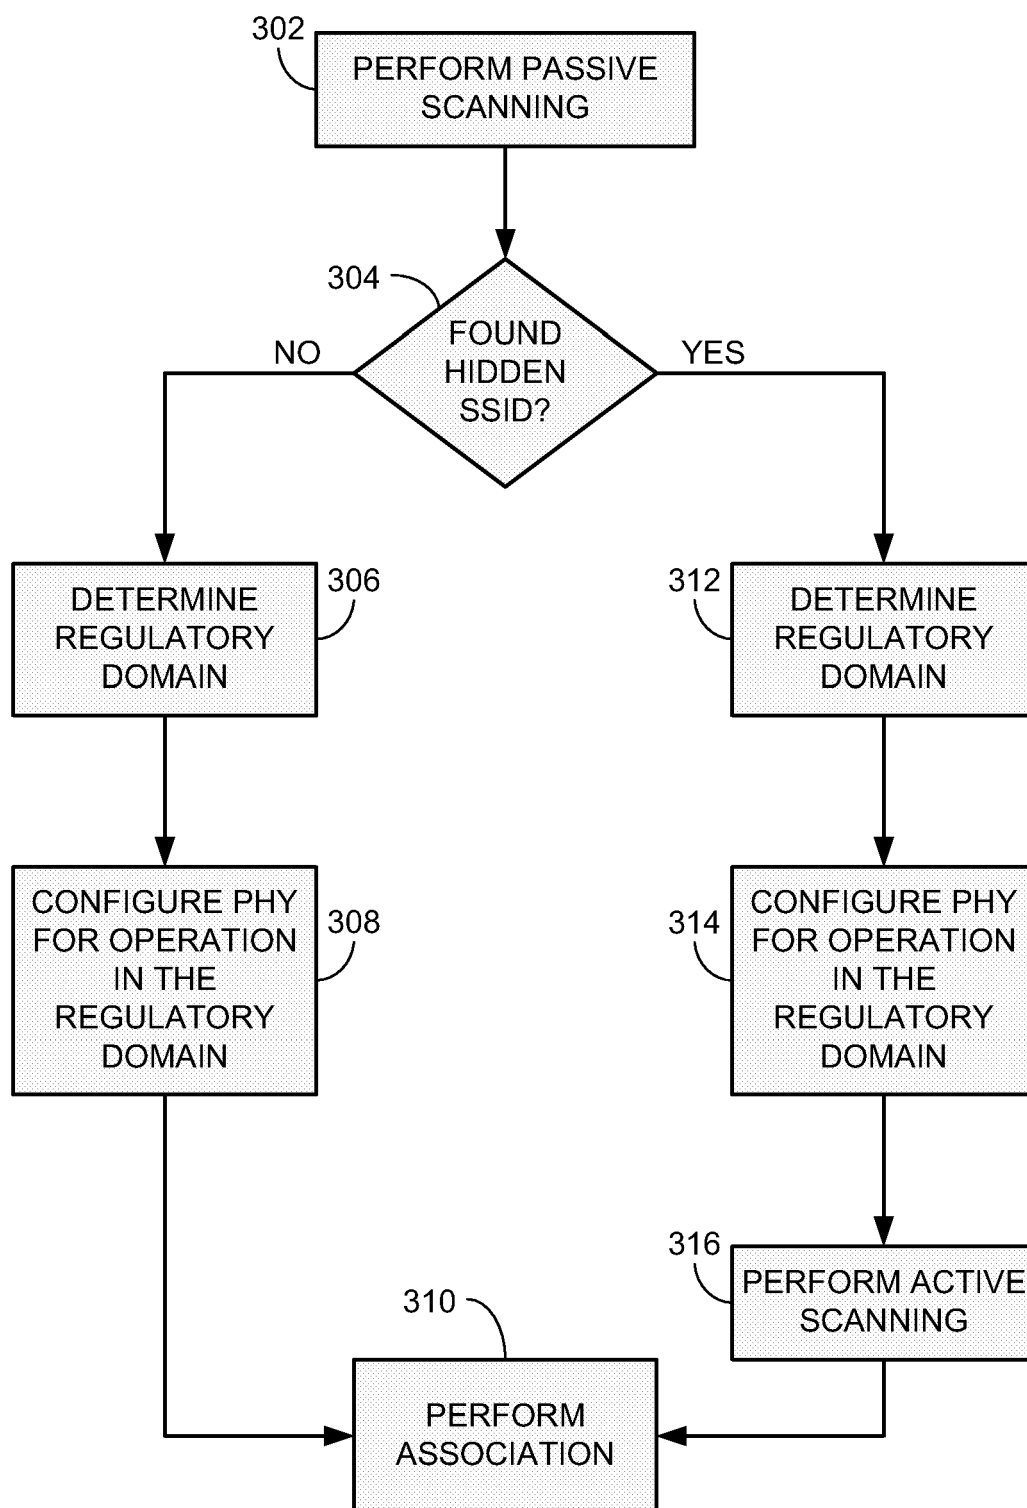 302
PERFORM PASSIVE
SCANNING
304
FOUND
HIDDEN
SSID?
NO
YES
DETERMINE
REGULATORY
DOMAIN
306
312
DETERMINE
REGULATORY
DOMAIN
CONFIGURE PHY
FOR OPERATION
IN THE
REGULATORY
DOMAIN
308
314
CONFIGURE PHY
FOR OPERATION
IN THE
REGULATORY
DOMAIN
316
PERFORM ACTIVE
SCANNING
310
PERFORM
ASSOCIATION